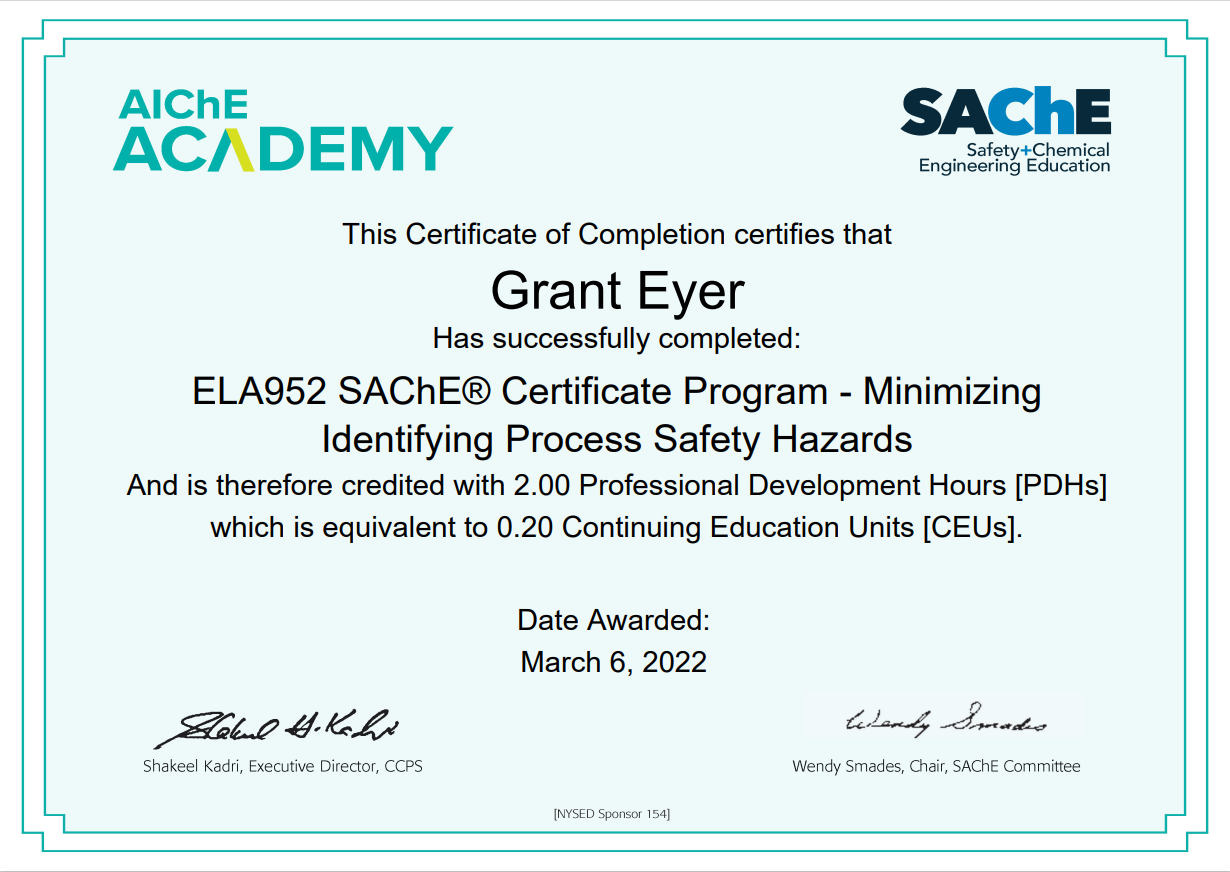 AIChE
ACADEMY
SAChE
Safety+Chemical
Engineering Education
This Certificate of Completion certifies that
Grant Eyer
Has successfully completed:
ELA952 SAChE® Certificate Program - Minimizing
Identifying Process Safety Hazards
And is therefore credited with 2.00 Professional Development Hours [PDHs]
which is equivalent to 0.20 Continuing Education Units [CEUs].
Date Awarded:
March 6, 2022
Shakeel H. Kadri
Wendy Smades
Shakeel Kadri, Executive Director, CCPS
Wendy Smades, Chair, SAChE Committee
[NYSED Sponsor 154]